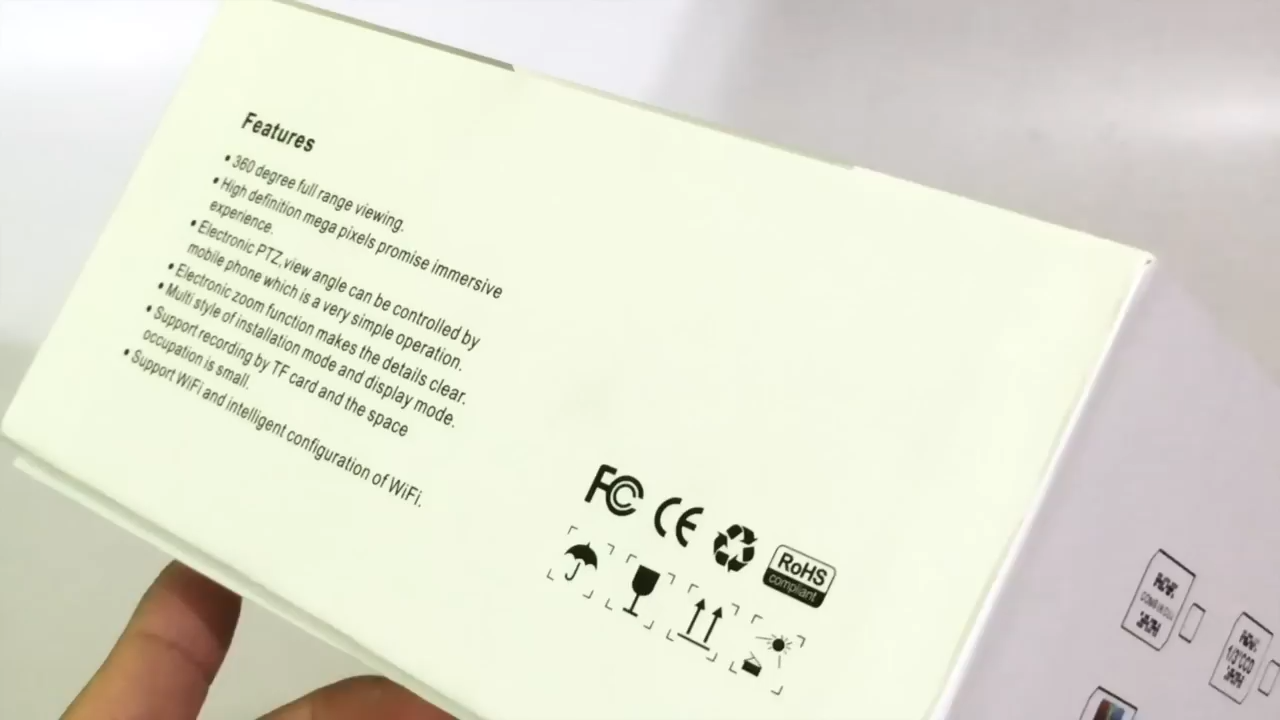 Features
• 360 degree full range viewing.
• High definition mega pixels promise immersive
experience.
• Electronic PTZ,view angle can be controlled by
mobile phone which is a very simple operation.
• Electronic zoom function makes the details clear.
• Multi style of installation mode and display mode.
• Support recording by TF card and the space
occupation is small.
• Support WiFi and intelligent configuration of WiFi.
FC CE RoHS
compliant